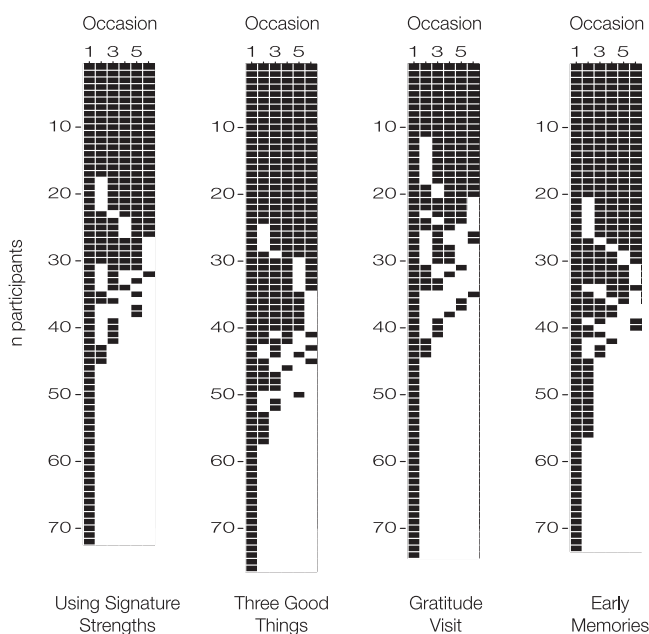 Occasion Occasion Occasion Occasion
1 3 5 1 3 5 1 3 5 1 3 5
10 10 10 10
20 20 20 20
30 30 30 30
n participants
40 40 40 40
50 50 50 50
60 60 60 60
70 70 70 70
Using Signature Three Good Gratitude Early
Strengths Things Visit Memories